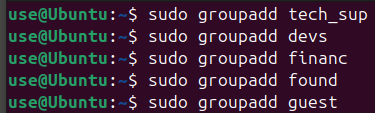 use@Ubuntu:~$ sudo groupadd tech_sup
use@Ubuntu:~$ sudo groupadd devs
use@Ubuntu:~$ sudo groupadd financ
use@Ubuntu:~$ sudo groupadd found
use@Ubuntu:~$ sudo groupadd guest